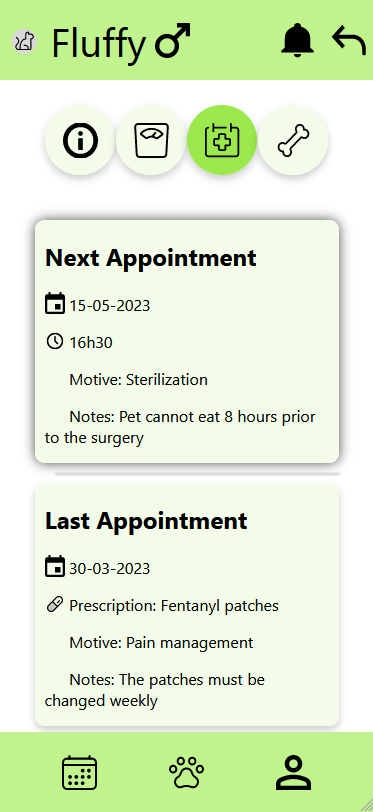 Fluffy
Next Appointment
15-05-2023
16h30
Motive: Sterilization
Notes: Pet cannot eat 8 hours prior
to the surgery
Last Appointment
30-03-2023
Prescription: Fentanyl patches
Motive: Pain management
Notes: The patches must be
changed weekly